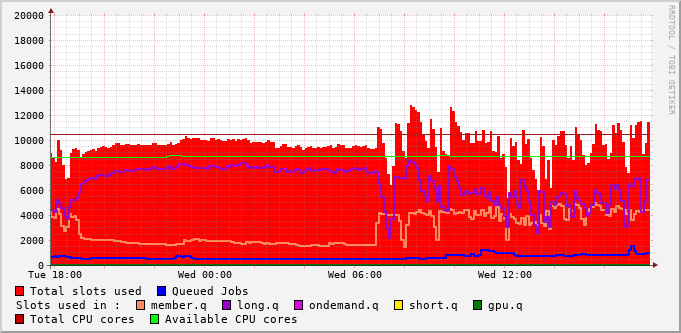 20000
18000
16000
14000
12000
10000
8000
6000
4000
2000
0
Tue 18:00 Wed 00:00 Wed 06:00 Wed 12:00
RRDTOOL / TOBI OETIKER
Total slots used Queued Jobs
Slots used in : member.q long.q ondemand.q short.q gpu.q
Total CPU cores Available CPU cores